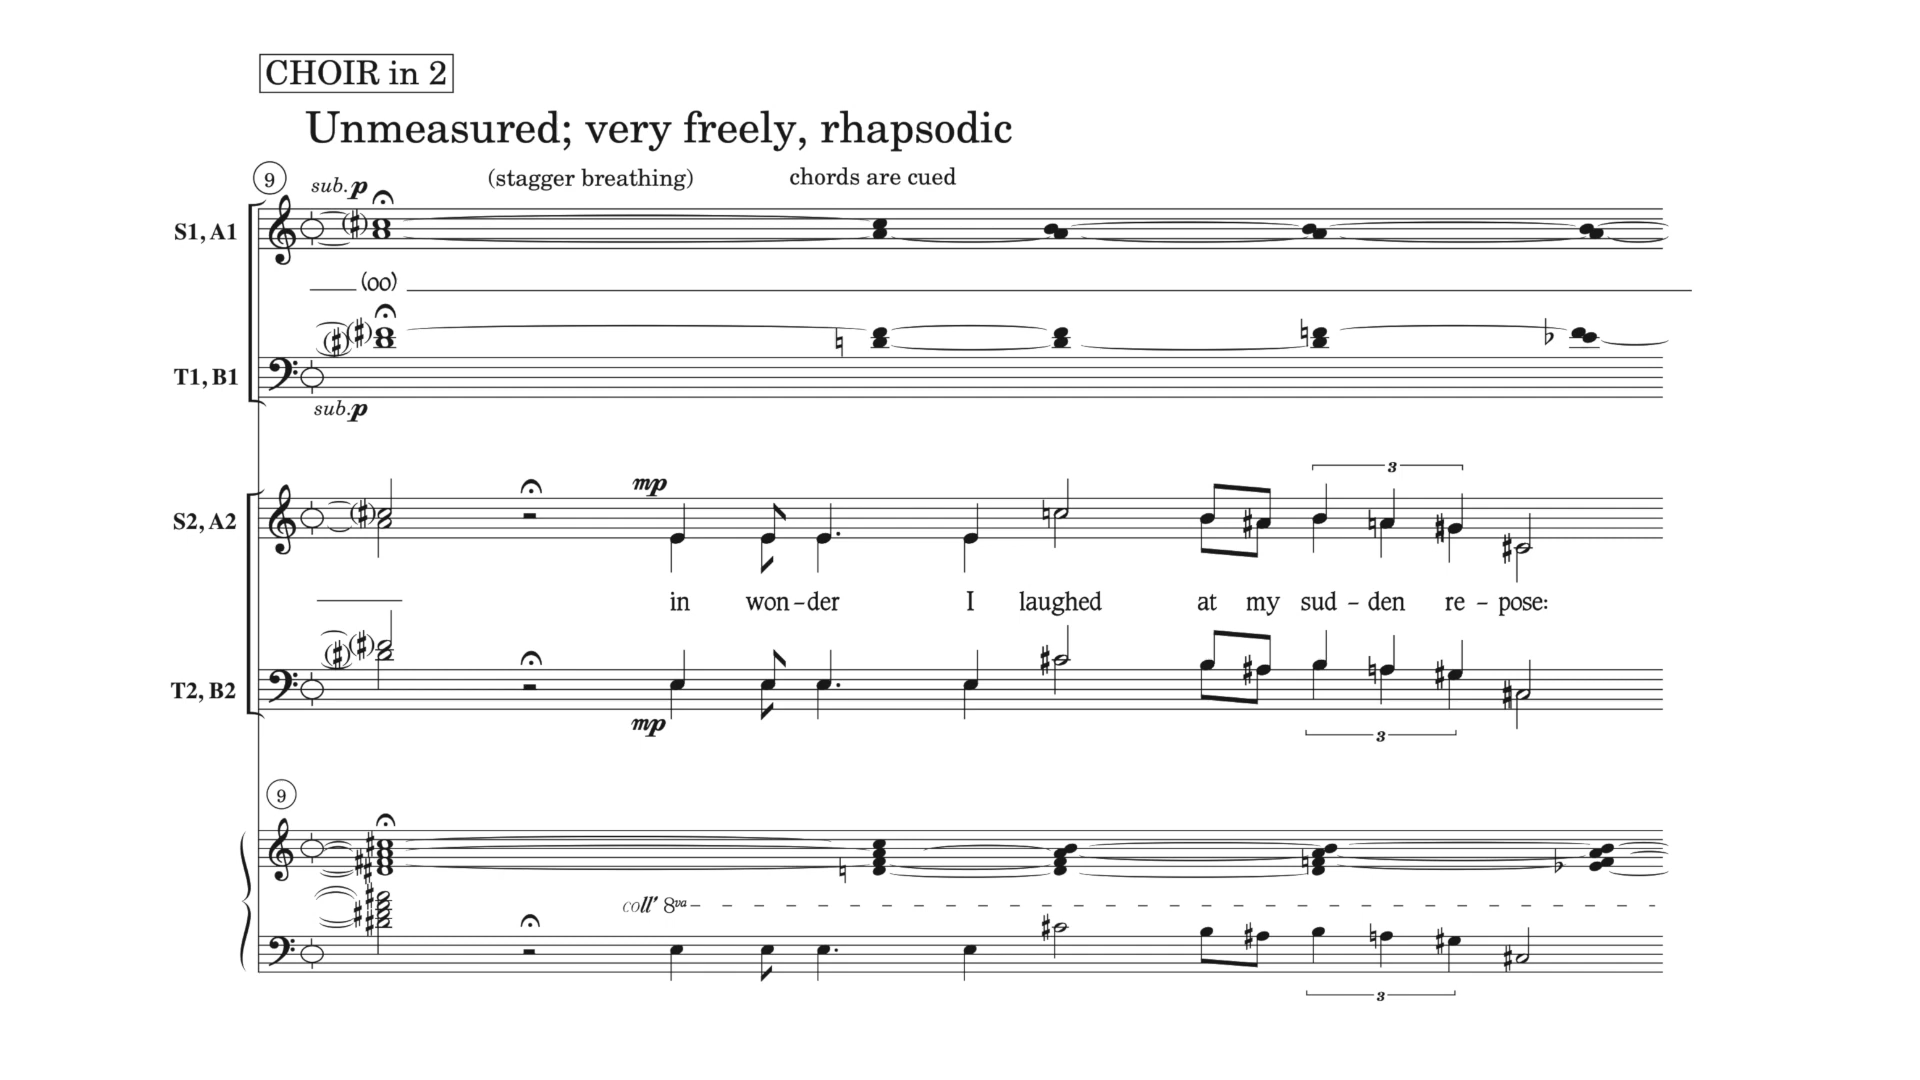 CHOIR in 2
Unmeasured; very freely, rhapsodic
9
sub. p
(stagger breathing)
chords are cued
S1, A1
(oo)
T1, B1
sub. p
mp
3
S2, A2
in won – der I laughed at my sud – den re – pose:
T2, B2
mp
3
9
coll' 8va
3